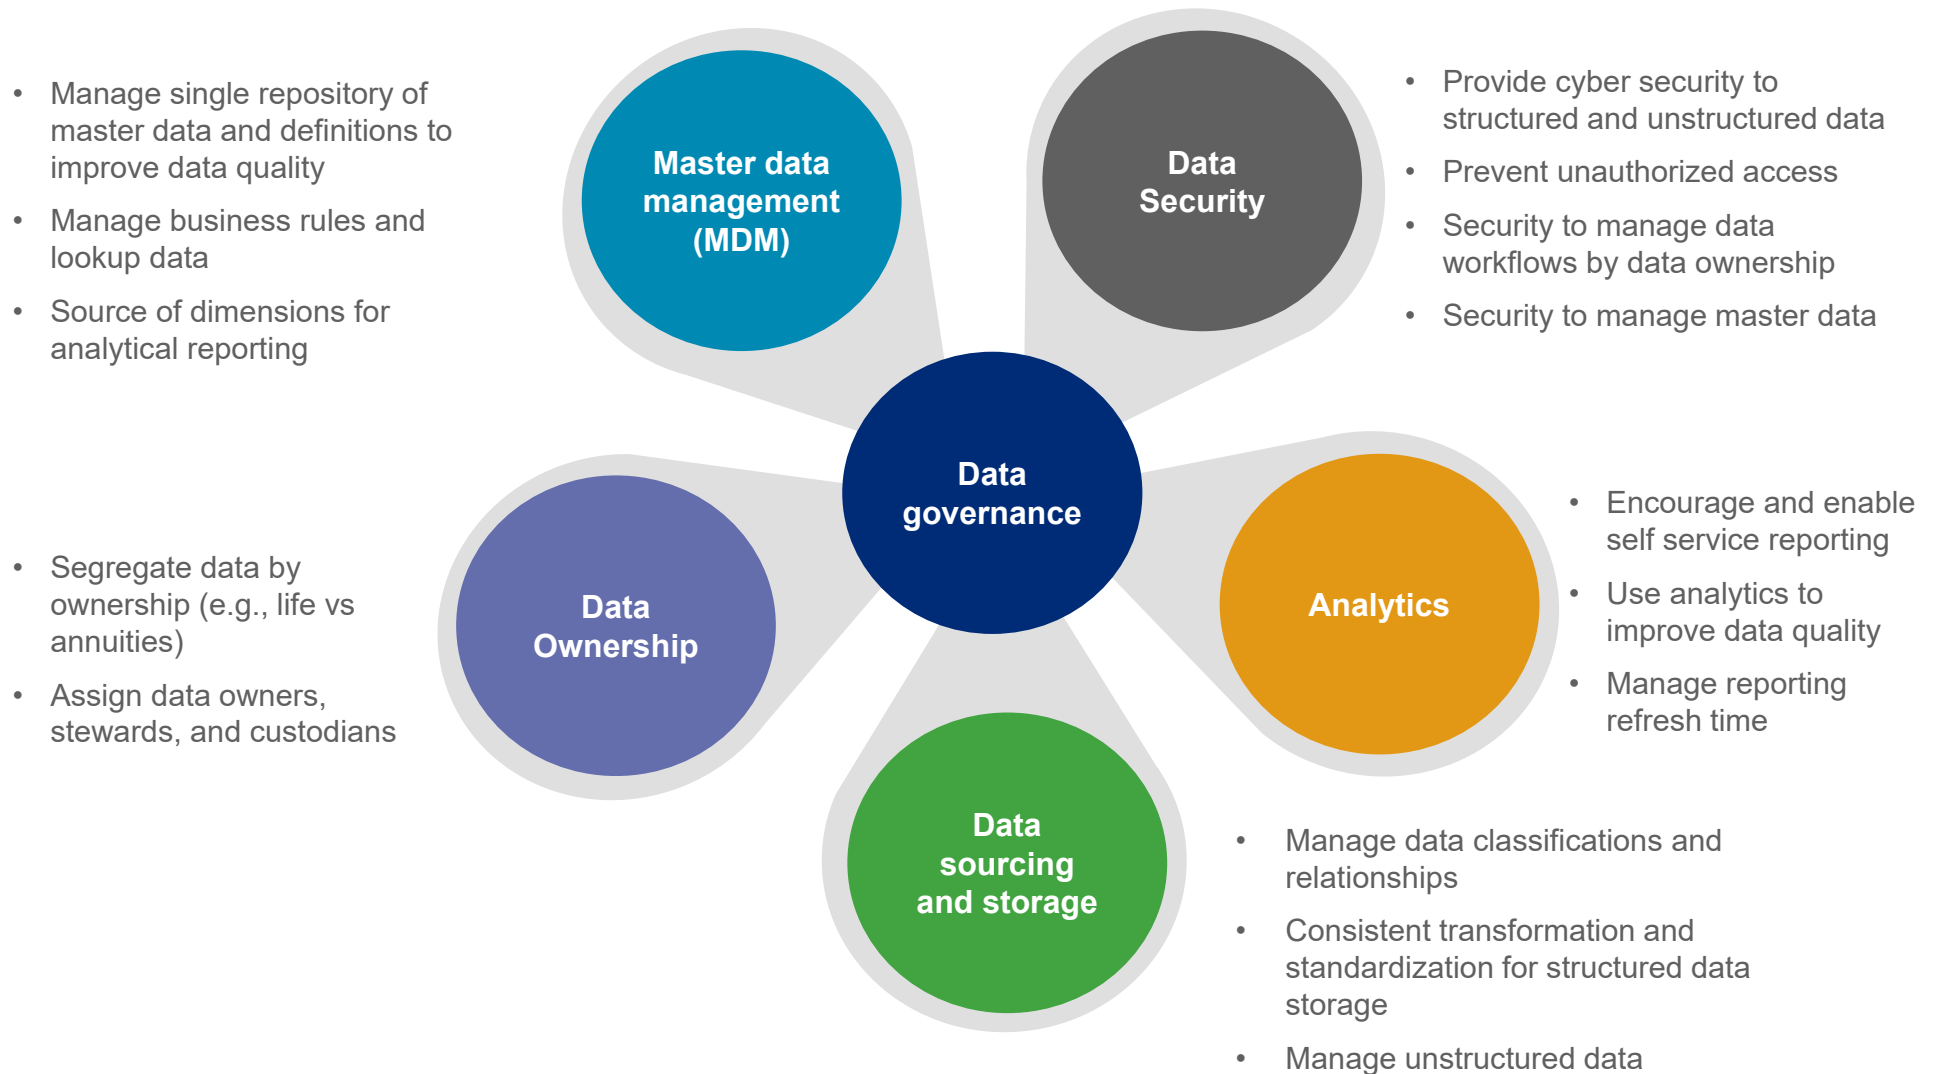 • Manage single repository of
master data and definitions to
improve data quality
• Manage business rules and
lookup data
• Source of dimensions for
analytical reporting
Master data
management
(MDM)
Data
Security
• Provide cyber security to
structured and unstructured data
• Prevent unauthorized access
• Security to manage data
workflows by data ownership
• Security to manage master data
Data
governance
• Segregate data by
ownership (e.g., life vs
annuities)
• Assign data owners,
stewards, and custodians
Data
Ownership
Analytics
• Encourage and enable
self service reporting
• Use analytics to
improve data quality
• Manage reporting
refresh time
Data
sourcing
and storage
• Manage data classifications and
relationships
• Consistent transformation and
standardization for structured data
storage
• Manage unstructured data